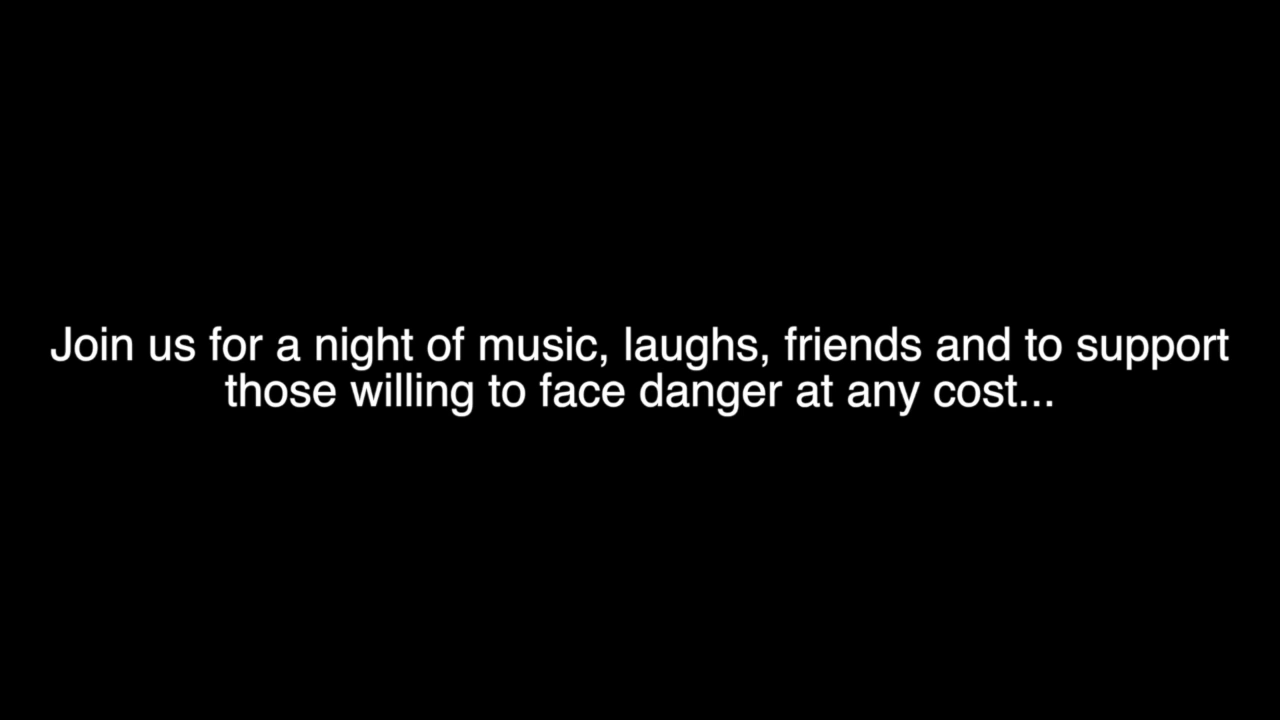 Join us for a night of music, laughs, friends and to support
those willing to face danger at any cost...